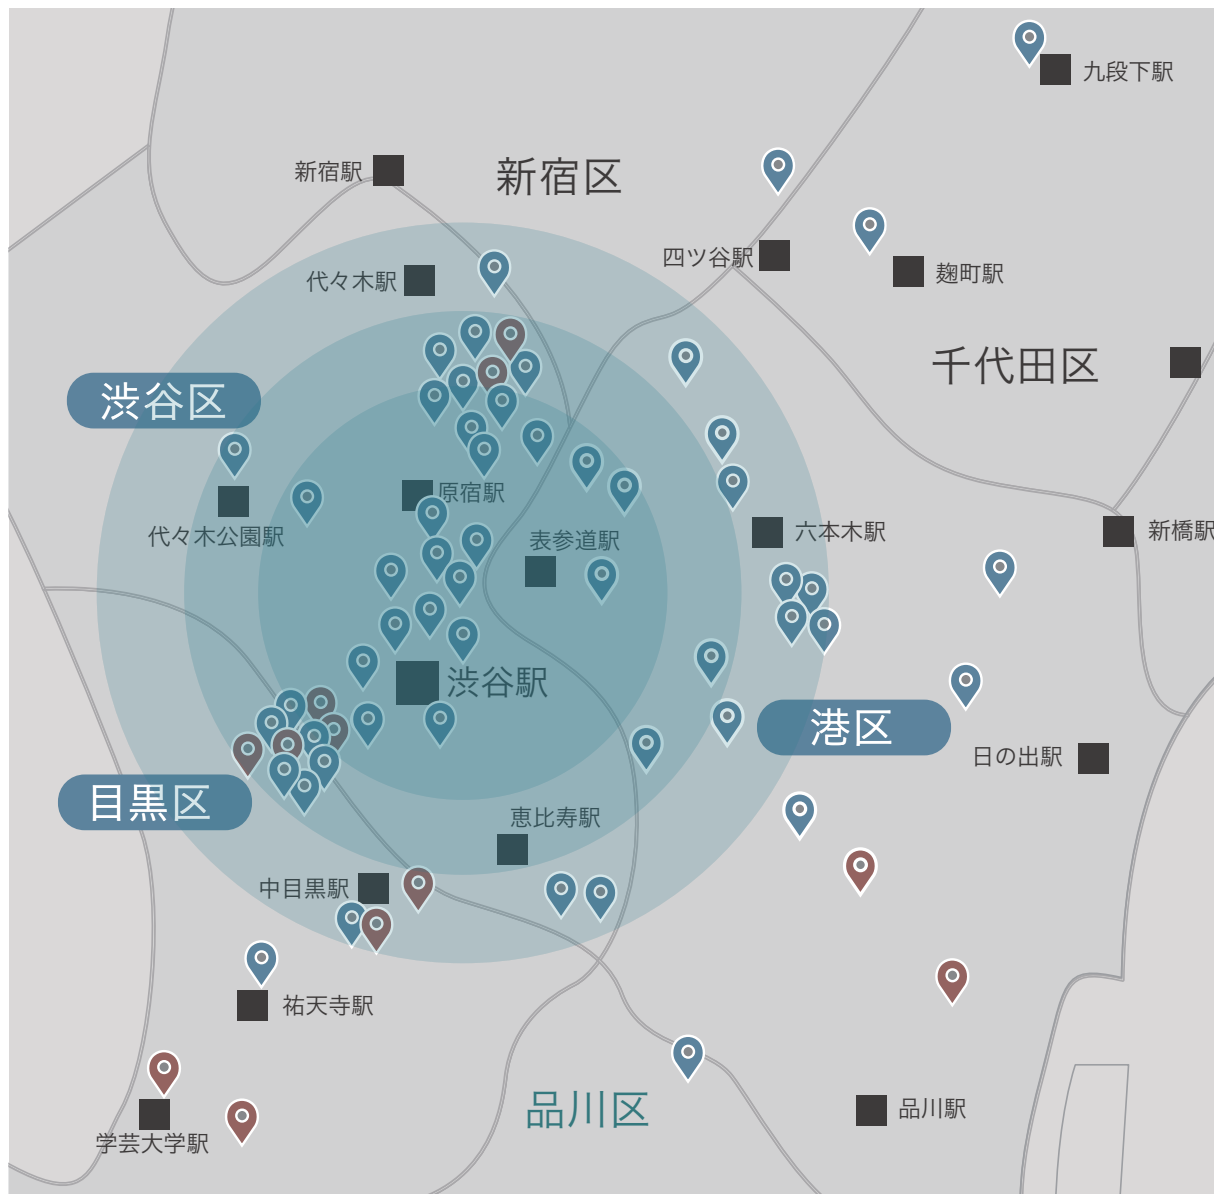 九段下駅
新宿駅
新宿区
四ツ谷駅
麹町駅
代々木駅
千代田区
渋谷区
原宿駅
代々木公園駅
表参道駅
六本木駅
新橋駅
渋谷駅
港区
日の出駅
目黒区
恵比寿駅
中目黒駅
祐天寺駅
品川区
品川駅
学芸大学駅